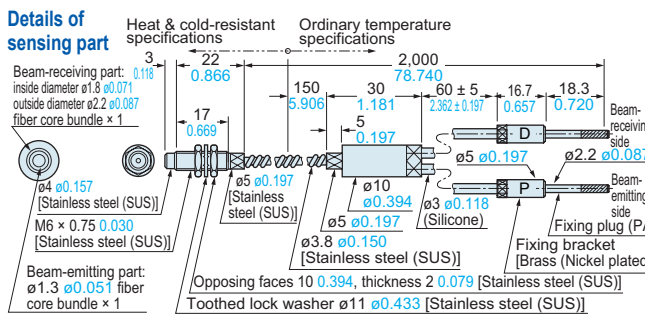 Details of
sensing part
Heat & cold-resistant
specifications
Ordinary temperature
specifications
3
0.118
22
0.866
2,000
78.740
Beam-receiving part:
inside diameter ø1.8 ø0.071
outside diameter ø2.2 ø0.087
fiber core bundle × 1
150
5.906
30
1.181
60 ± 5
2.362 ± 0.197
16.7
0.657
18.3
0.720
17
0.669
5
0.197
Beam-
receiving
side
D
ø5 ø0.197
ø2.2 ø0.087
ø4 ø0.157
[Stainless steel (SUS)]
ø5 ø0.197
[Stainless
steel (SUS)]
ø10
ø0.394
ø3 ø0.118
(Silicone)
P
Beam-
emitting
side
M6 × 0.75 0.030
[Stainless steel (SUS)]
ø5 ø0.197
Fixing plug (PA
ø3.8 ø0.150
[Stainless steel (SUS)]
Fixing bracket
[Brass (Nickel plated
Beam-emitting part:
ø1.3 ø0.051 fiber
core bundle × 1
Opposing faces 10 0.394, thickness 2 0.079 [Stainless steel (SUS)]
Toothed lock washer ø11 ø0.433 [Stainless steel (SUS)]